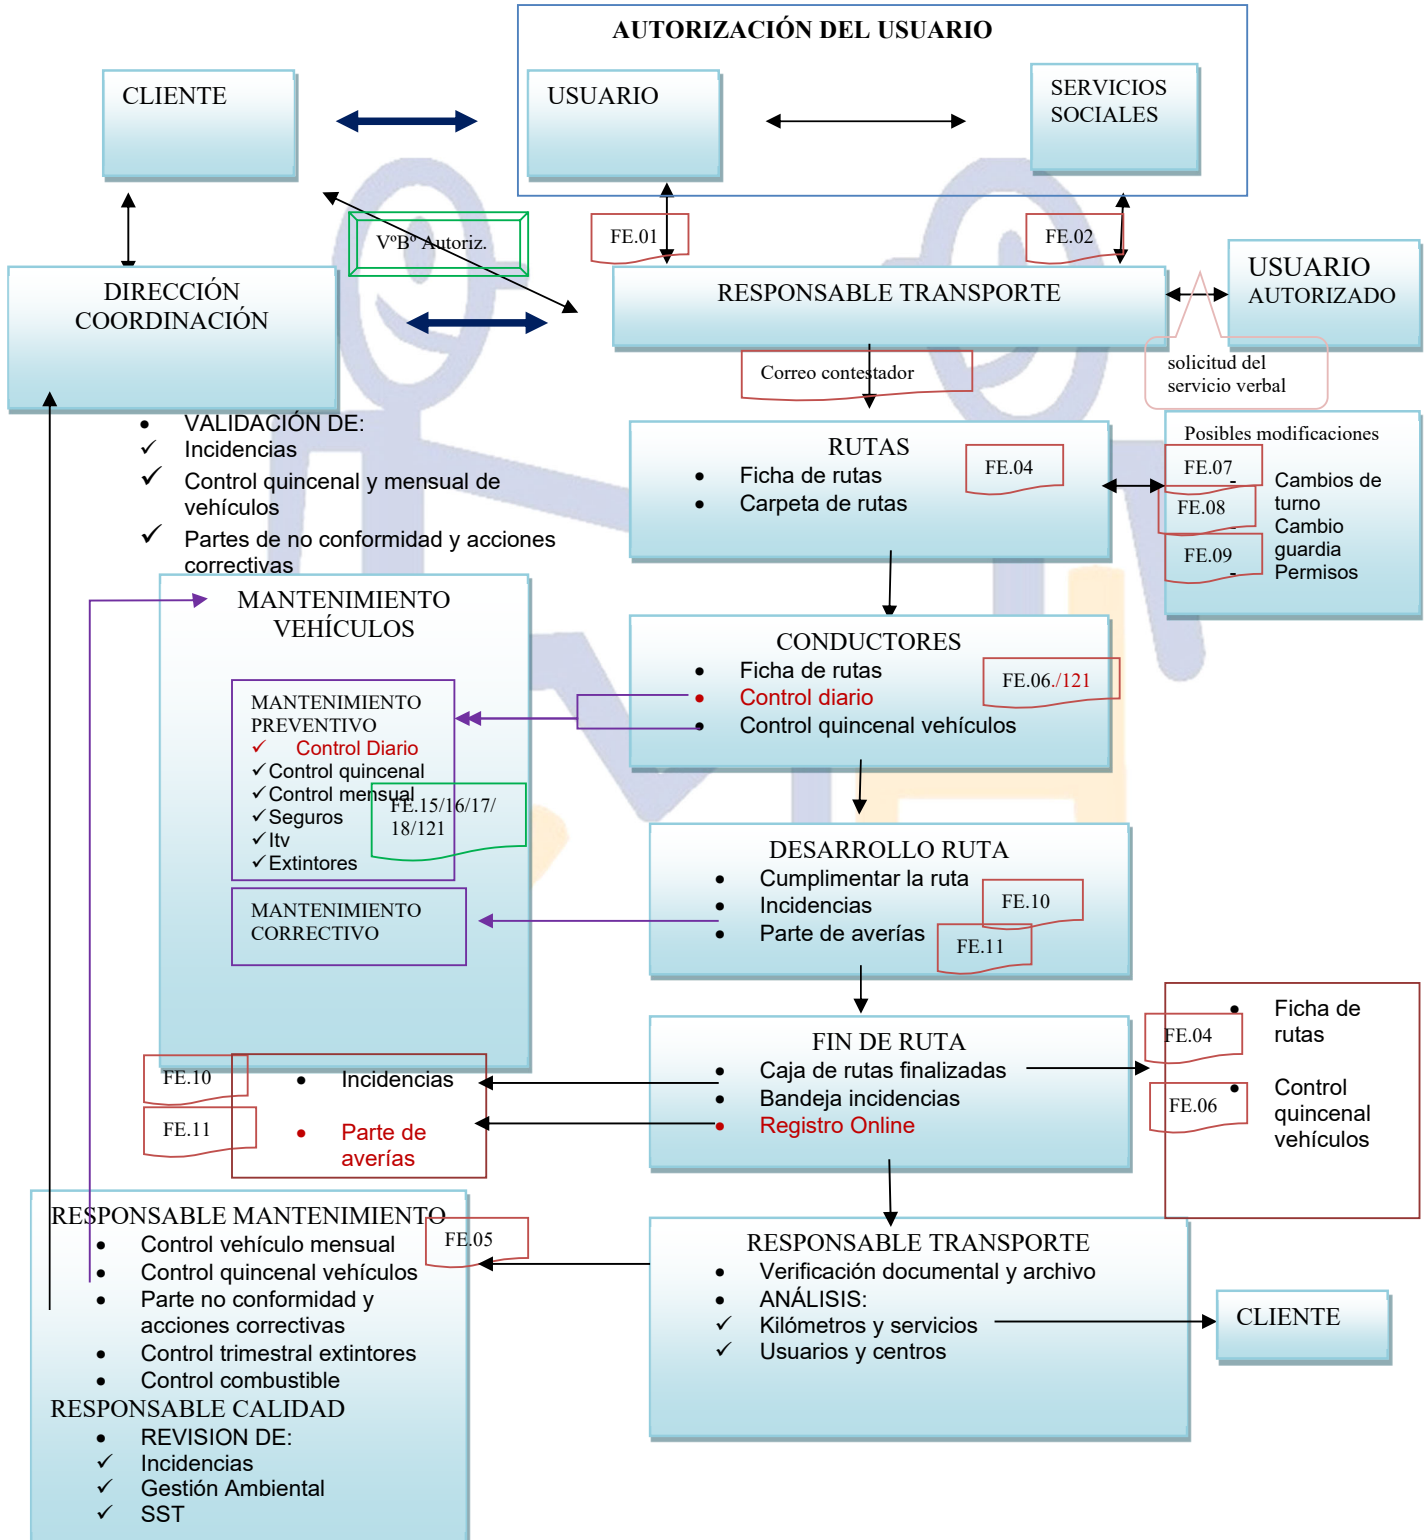 AUTORIZACIÓN DEL USUARIO
CLIENTE
USUARIO
SERVICIOS
SOCIALES
VºBº Autoriz.
FE.01
FE.02
DIRECCIÓN
COORDINACIÓN
RESPONSABLE TRANSPORTE
USUARIO
AUTORIZADO
Correo contestador
solicitud del
servicio verbal
• VALIDACIÓN DE:
✓ Incidencias
✓ Control quincenal y mensual de
vehículos
✓ Partes de no conformidad y acciones
correctivas
RUTAS
• Ficha de rutas
• Carpeta de rutas
FE.04
Posibles modificaciones
FE.07
- Cambios de
turno
FE.08
- Cambio
guardia
FE.09
- Permisos
MANTENIMIENTO
VEHÍCULOS
MANTENIMIENTO
PREVENTIVO
✓ Control Diario
✓ Control quincenal
✓ Control mensual
✓ Seguros
✓ Itv
✓ Extintores
FE.15/16/17/
18/121
MANTENIMIENTO
CORRECTIVO
CONDUCTORES
• Ficha de rutas
• Control diario
• Control quincenal vehículos
FE.06./121
DESARROLLO RUTA
• Cumplimentar la ruta
• Incidencias
• Parte de averías
FE.10
FE.11
FIN DE RUTA
• Caja de rutas finalizadas
• Bandeja incidencias
• Registro Online
FE.04
• Ficha de
rutas
FE.06
• Control
quincenal
vehículos
FE.10
• Incidencias
FE.11
• Parte de
averías
RESPONSABLE MANTENIMIENTO
• Control vehículo mensual
• Control quincenal vehículos
• Parte no conformidad y
acciones correctivas
• Control trimestral extintores
• Control combustible
RESPONSABLE CALIDAD
• REVISION DE:
✓ Incidencias
✓ Gestión Ambiental
✓ SST
FE.05
RESPONSABLE TRANSPORTE
• Verificación documental y archivo
• ANÁLISIS:
✓ Kilómetros y servicios
✓ Usuarios y centros
CLIENTE